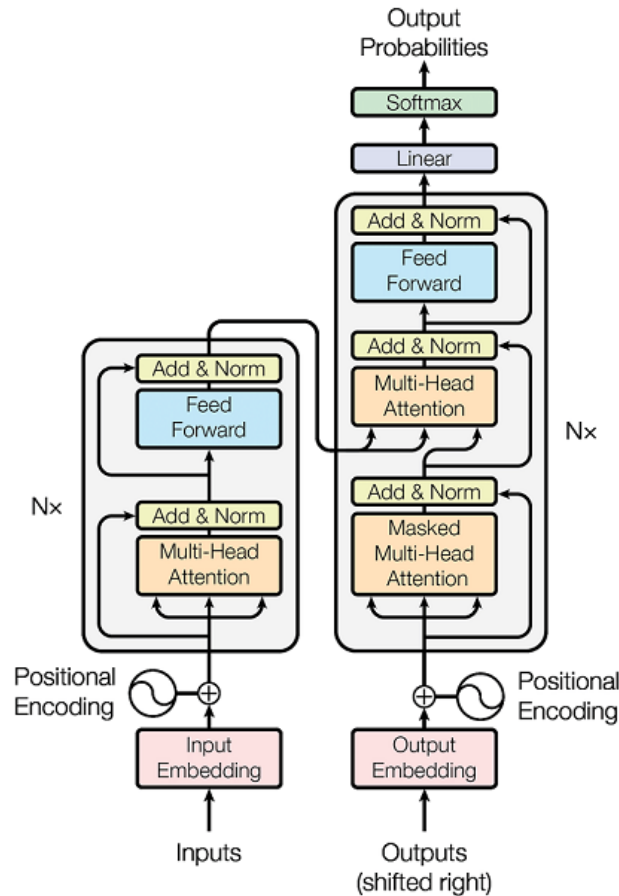 Output
Probabilities
Softmax
Linear
Add & Norm
Feed
Forward
Add & Norm
Multi-Head
Attention
Add & Norm
Masked
Multi-Head
Attention
N×
Add & Norm
Feed
Forward
Add & Norm
Multi-Head
Attention
N×
Positional
Encoding
Positional
Encoding
Input
Embedding
Output
Embedding
Inputs
Outputs
(shifted right)